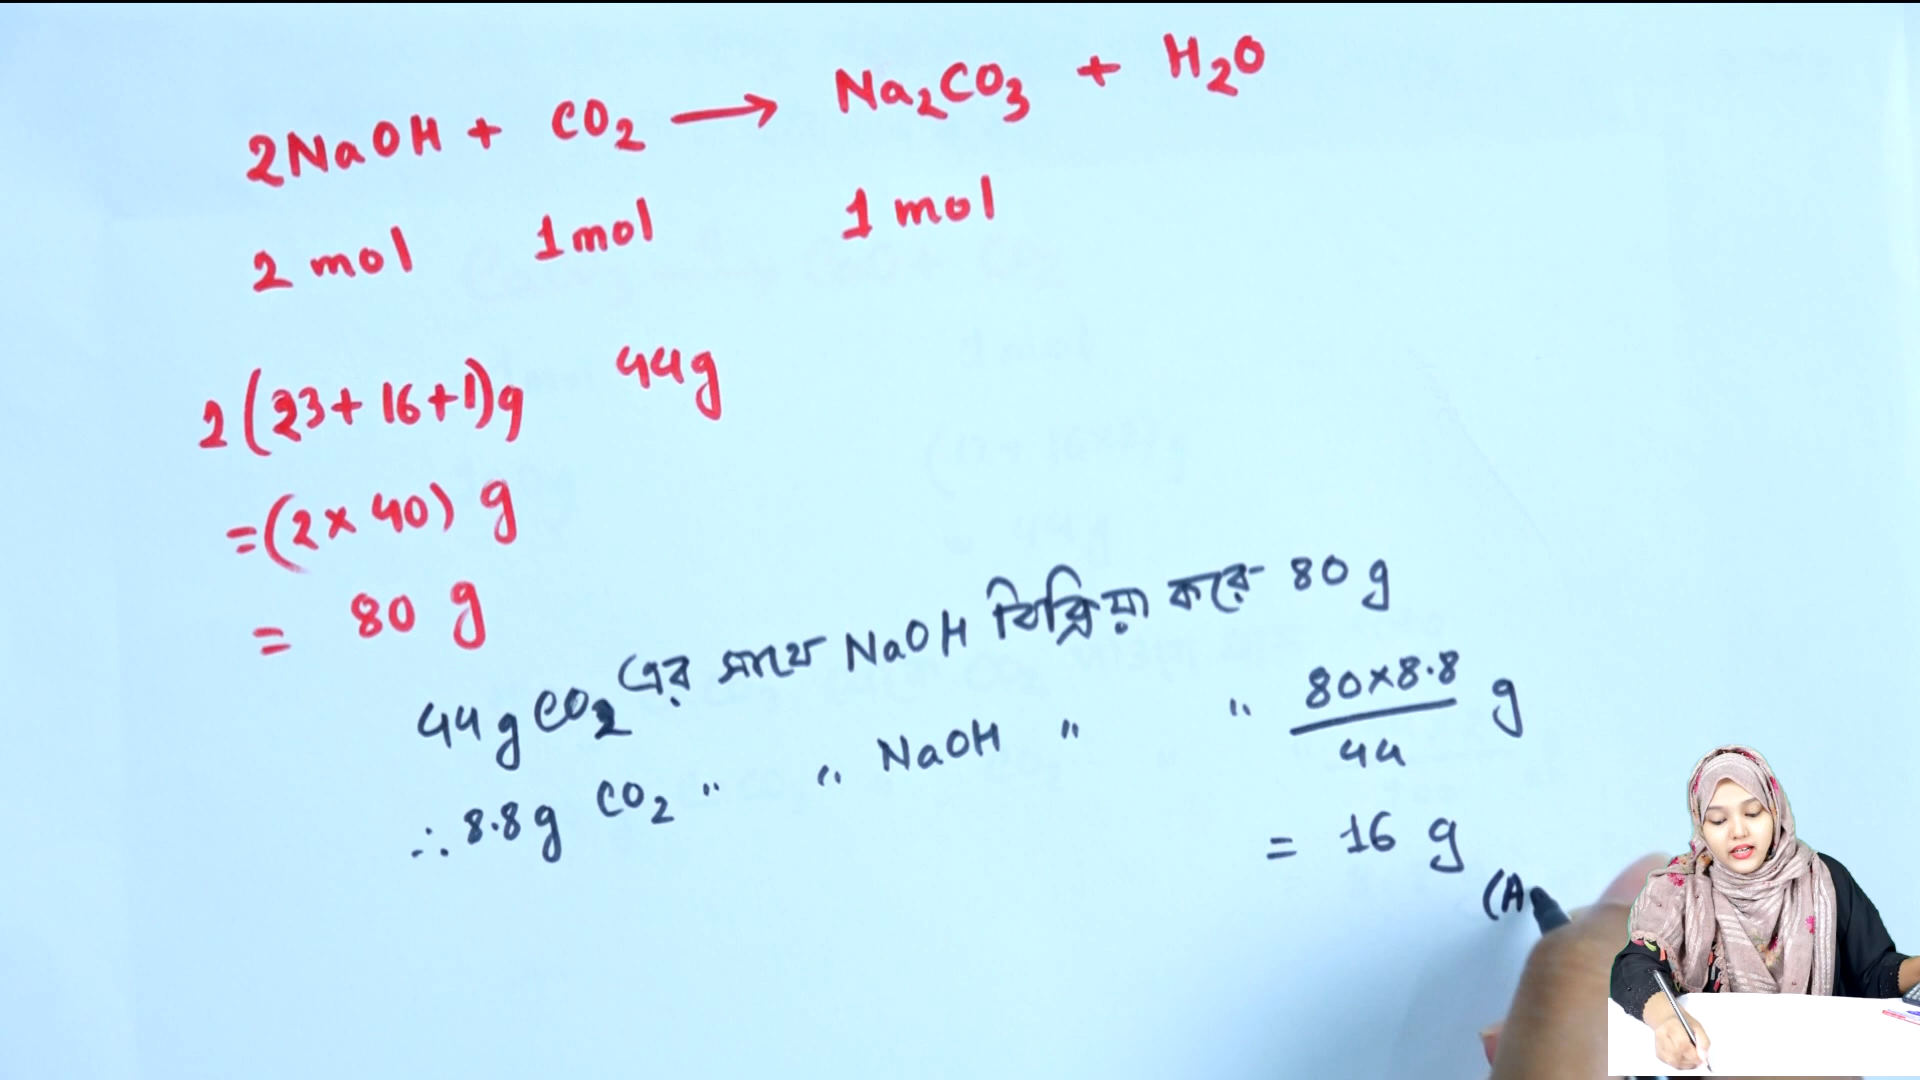 2NaOH + CO₂ ⟶ Na₂CO₃ + H₂O
2 mol 1 mol 1 mol
2(23+16+1)g 44g
=(2×40) g
= 80 g
44 g CO₂ এর সাথে NaOH বিক্রিয়া করে 80 g
∴ 8.8g CO₂ " " NaOH " " 80×8.8/44 g
= 16 g
(A